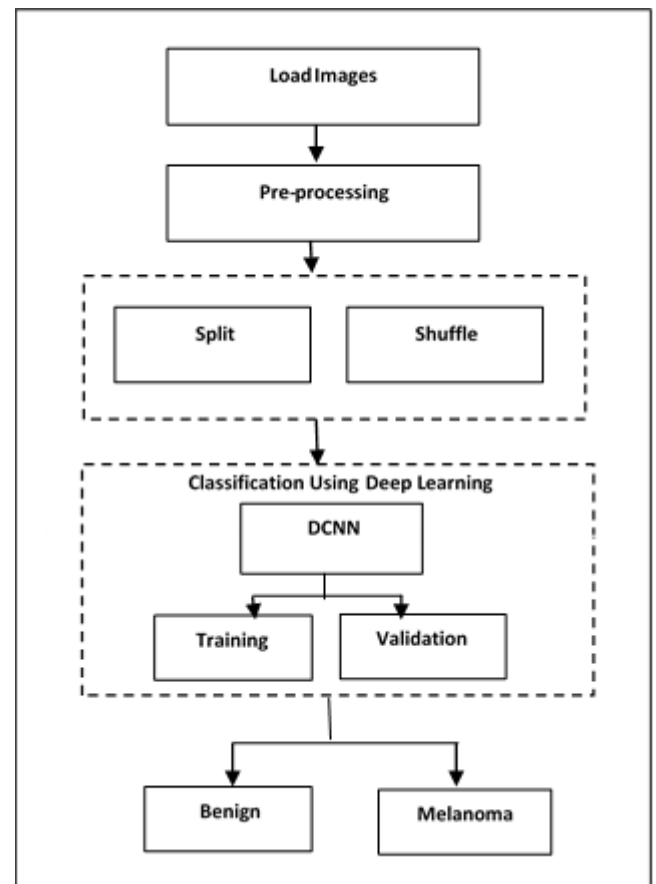 Load Images
Pre-processing
Split
Shuffle
Classification Using Deep Learning
DCNN
Training
Validation
Benign
Melanoma